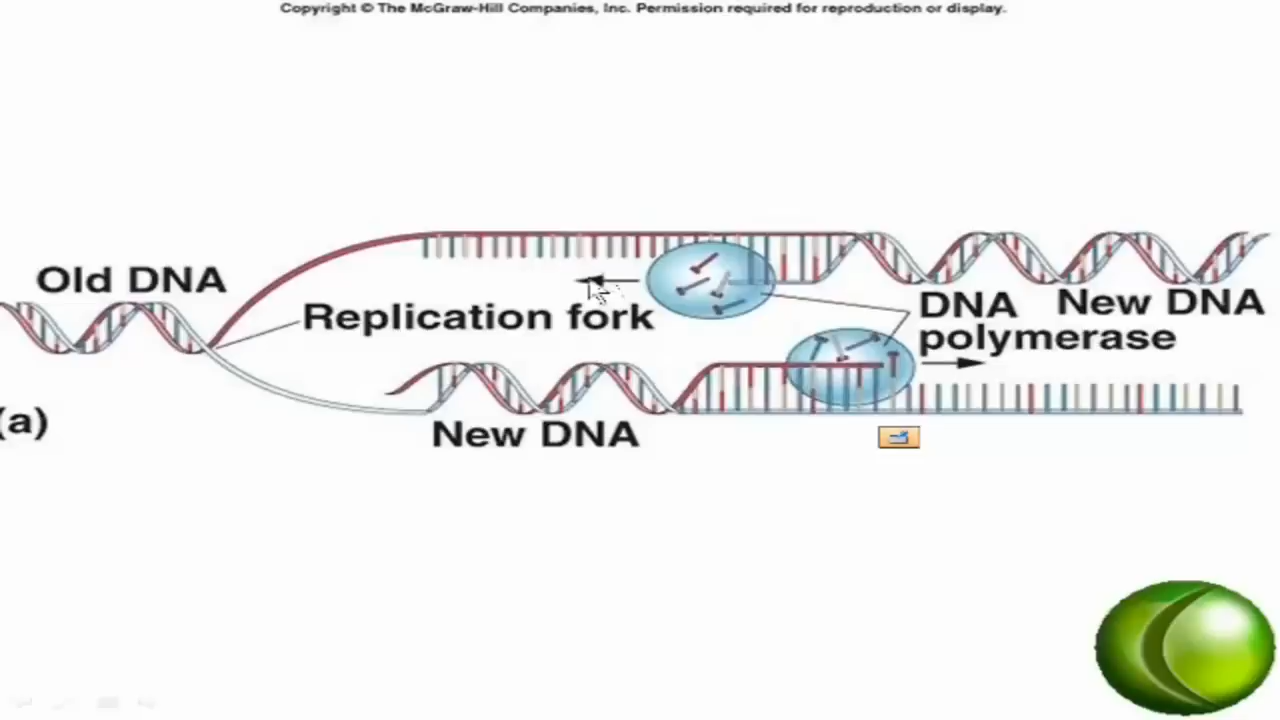 Copyright © The McGraw-Hill Companies, Inc. Permission required for reproduction or display.
Old DNA
Replication fork
DNA
polymerase
New DNA
(a)
New DNA